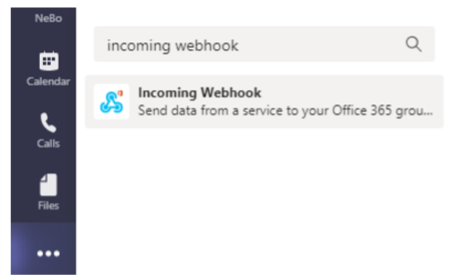 NeBo
Calendar
Calls
Files
incoming webhook
Incoming Webhook
Send data from a service to your Office 365 grou...